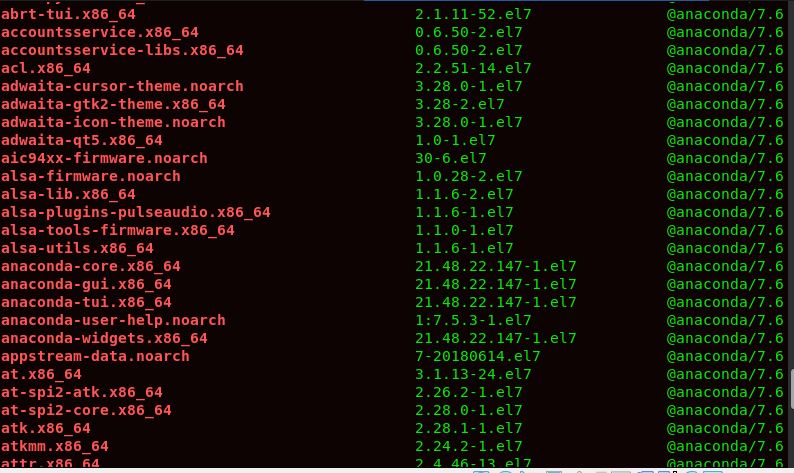 abrt-tui.x86_64 2.1.11-52.el7 @anaconda/7.6
accountsservice.x86_64 0.6.50-2.el7 @anaconda/7.6
accountsservice-libs.x86_64 0.6.50-2.el7 @anaconda/7.6
acl.x86_64 2.2.51-14.el7 @anaconda/7.6
adwaita-cursor-theme.noarch 3.28.0-1.el7 @anaconda/7.6
adwaita-gtk2-theme.x86_64 3.28-2.el7 @anaconda/7.6
adwaita-icon-theme.noarch 3.28.0-1.el7 @anaconda/7.6
adwaita-qt5.x86_64 1.0-1.el7 @anaconda/7.6
aic94xx-firmware.noarch 30-6.el7 @anaconda/7.6
alsa-firmware.noarch 1.0.28-2.el7 @anaconda/7.6
alsa-lib.x86_64 1.1.6-2.el7 @anaconda/7.6
alsa-plugins-pulseaudio.x86_64 1.1.6-1.el7 @anaconda/7.6
alsa-tools-firmware.x86_64 1.1.0-1.el7 @anaconda/7.6
alsa-utils.x86_64 1.1.6-1.el7 @anaconda/7.6
anaconda-core.x86_64 21.48.22.147-1.el7 @anaconda/7.6
anaconda-gui.x86_64 21.48.22.147-1.el7 @anaconda/7.6
anaconda-tui.x86_64 21.48.22.147-1.el7 @anaconda/7.6
anaconda-user-help.noarch 1:7.5.3-1.el7 @anaconda/7.6
anaconda-widgets.x86_64 21.48.22.147-1.el7 @anaconda/7.6
appstream-data.noarch 7-20180614.el7 @anaconda/7.6
at.x86_64 3.1.13-24.el7 @anaconda/7.6
at-spi2-atk.x86_64 2.26.2-1.el7 @anaconda/7.6
at-spi2-core.x86_64 2.28.0-1.el7 @anaconda/7.6
atk.x86_64 2.28.1-1.el7 @anaconda/7.6
atkmm.x86_64 2.24.2-1.el7 @anaconda/7.6
attr.x86_64 2.4.46-13.el7 @anaconda/7.6